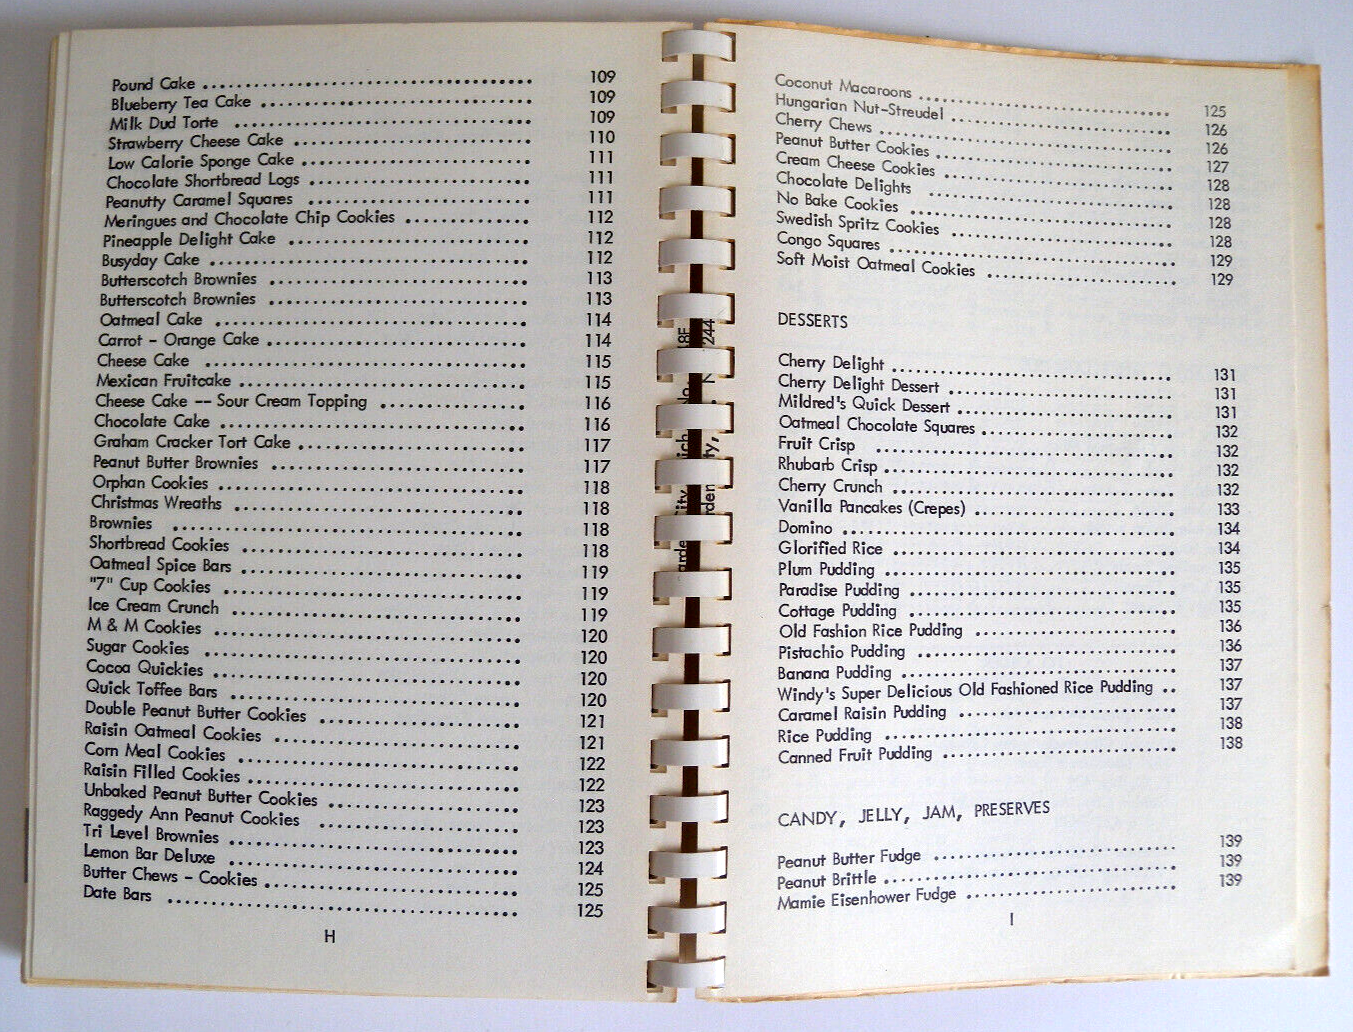 Pound Cake ........ 109
Blueberry Tea Cake ........ 109
Milk Dud Torte ........ 109
Strawberry Cheese Cake ........ 110
Low Calorie Sponge Cake ........ 111
Chocolate Shortbread Logs ........ 111
Peanutty Caramel Squares ........ 111
Meringues and Chocolate Chip Cookies ........ 112
Pineapple Delight Cake ........ 112
Busyday Cake ........ 112
Butterscotch Brownies ........ 113
Butterscotch Brownies ........ 113
Oatmeal Cake ........ 114
Carrot - Orange Cake ........ 114
Cheese Cake ........ 115
Mexican Fruitcake ........ 115
Cheese Cake -- Sour Cream Topping ........ 116
Chocolate Cake ........ 116
Graham Cracker Tort Cake ........ 117
Peanut Butter Brownies ........ 117
Orphan Cookies ........ 118
Christmas Wreaths ........ 118
Brownies ........ 118
Shortbread Cookies ........ 118
Oatmeal Spice Bars ........ 119
"7" Cup Cookies ........ 119
Ice Cream Crunch ........ 119
M & M Cookies ........ 120
Sugar Cookies ........ 120
Cocoa Quickies ........ 120
Quick Toffee Bars ........ 120
Double Peanut Butter Cookies ........ 121
Raisin Oatmeal Cookies ........ 121
Corn Meal Cookies ........ 122
Raisin Filled Cookies ........ 122
Unbaked Peanut Butter Cookies ........ 123
Raggedy Ann Peanut Cookies ........ 123
Tri Level Brownies ........ 123
Lemon Bar Deluxe ........ 124
Butter Chews - Cookies ........ 125
Date Bars ........ 125
H
Coconut Macaroons ........ 125
Hungarian Nut-Streudel ........ 126
Cherry Chews ........ 126
Peanut Butter Cookies ........ 127
Cream Cheese Cookies ........ 128
Chocolate Delights ........ 128
No Bake Cookies ........ 128
Swedish Spritz Cookies ........ 128
Congo Squares ........ 129
Soft Moist Oatmeal Cookies ........ 129
DESSERTS
Cherry Delight ........ 131
Cherry Delight Dessert ........ 131
Mildred's Quick Dessert ........ 131
Oatmeal Chocolate Squares ........ 132
Fruit Crisp ........ 132
Rhubarb Crisp ........ 132
Cherry Crunch ........ 132
Vanilla Pancakes (Crepes) ........ 133
Domino ........ 134
Glorified Rice ........ 134
Plum Pudding ........ 135
Paradise Pudding ........ 135
Cottage Pudding ........ 135
Old Fashion Rice Pudding ........ 136
Pistachio Pudding ........ 136
Banana Pudding ........ 137
Windy's Super Delicious Old Fashioned Rice Pudding .. 137
Caramel Raisin Pudding ........ 137
Rice Pudding ........ 138
Canned Fruit Pudding ........ 138
CANDY, JELLY, JAM, PRESERVES
Peanut Butter Fudge ........ 139
Peanut Brittle ........ 139
Mamie Eisenhower Fudge ........ 139
I